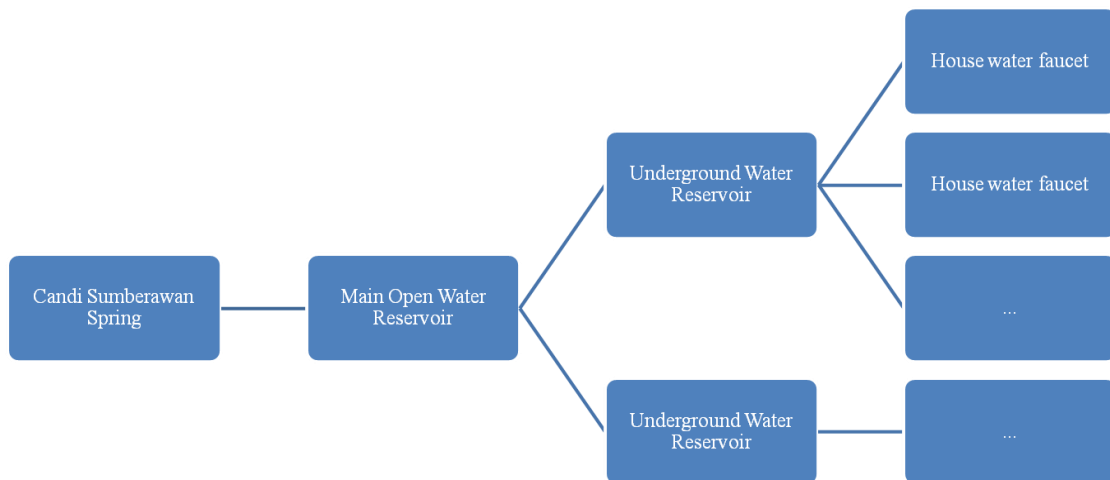 House water faucet
Underground Water
Reservoir
House water faucet
Candi Sumberawan
Spring
Main Open Water
Reservoir
...
Underground Water
Reservoir
...